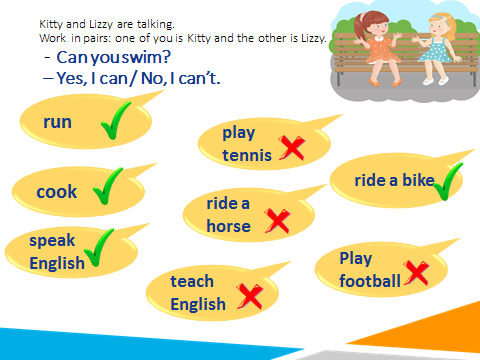 Kitty and Lizzy are talking.
Work in pairs: one of you is Kitty and the other is Lizzy.
- Can you swim?
– Yes, I can/ No, I can't.
run
play
tennis
cook
ride a
horse
ride a bike
speak
English
teach
English
Play
football